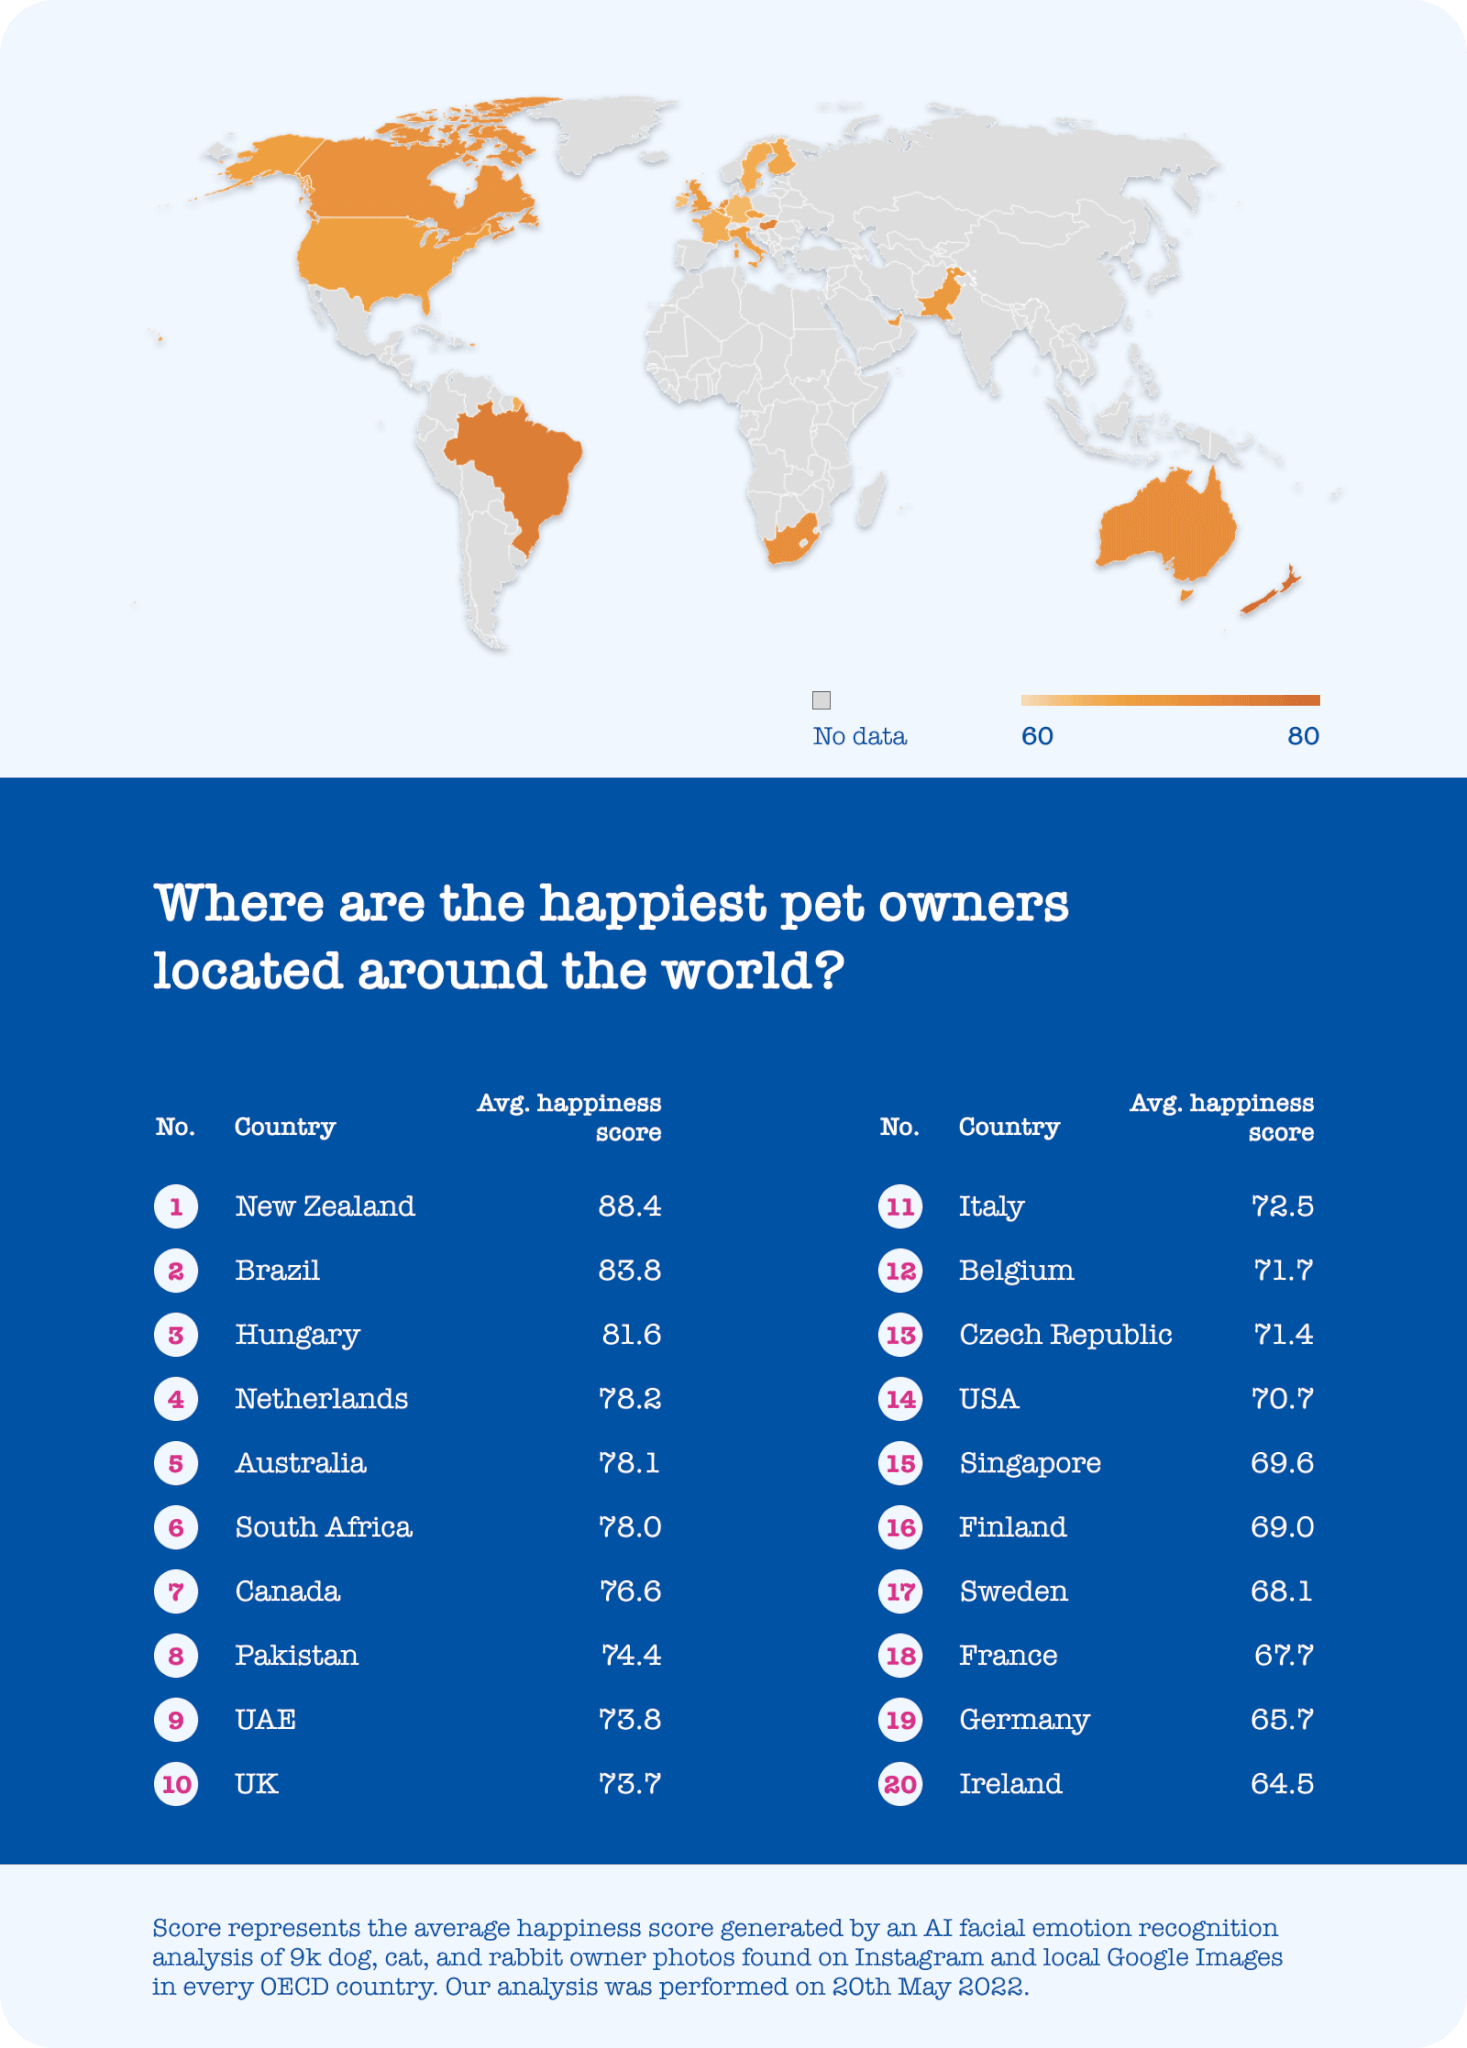 No data
60
80
Where are the happiest pet owners
located around the world?
No. Country Avg. happiness
score
1 New Zealand 88.4
2 Brazil 83.8
3 Hungary 81.6
4 Netherlands 78.2
5 Australia 78.1
6 South Africa 78.0
7 Canada 76.6
8 Pakistan 74.4
9 UAE 73.8
10 UK 73.7
No. Country Avg. happiness
score
11 Italy 72.5
12 Belgium 71.7
13 Czech Republic 71.4
14 USA 70.7
15 Singapore 69.6
16 Finland 69.0
17 Sweden 68.1
18 France 67.7
19 Germany 65.7
20 Ireland 64.5
Score represents the average happiness score generated by an AI facial emotion recognition
analysis of 9k dog, cat, and rabbit owner photos found on Instagram and local Google Images
in every OECD country. Our analysis was performed on 20th May 2022.